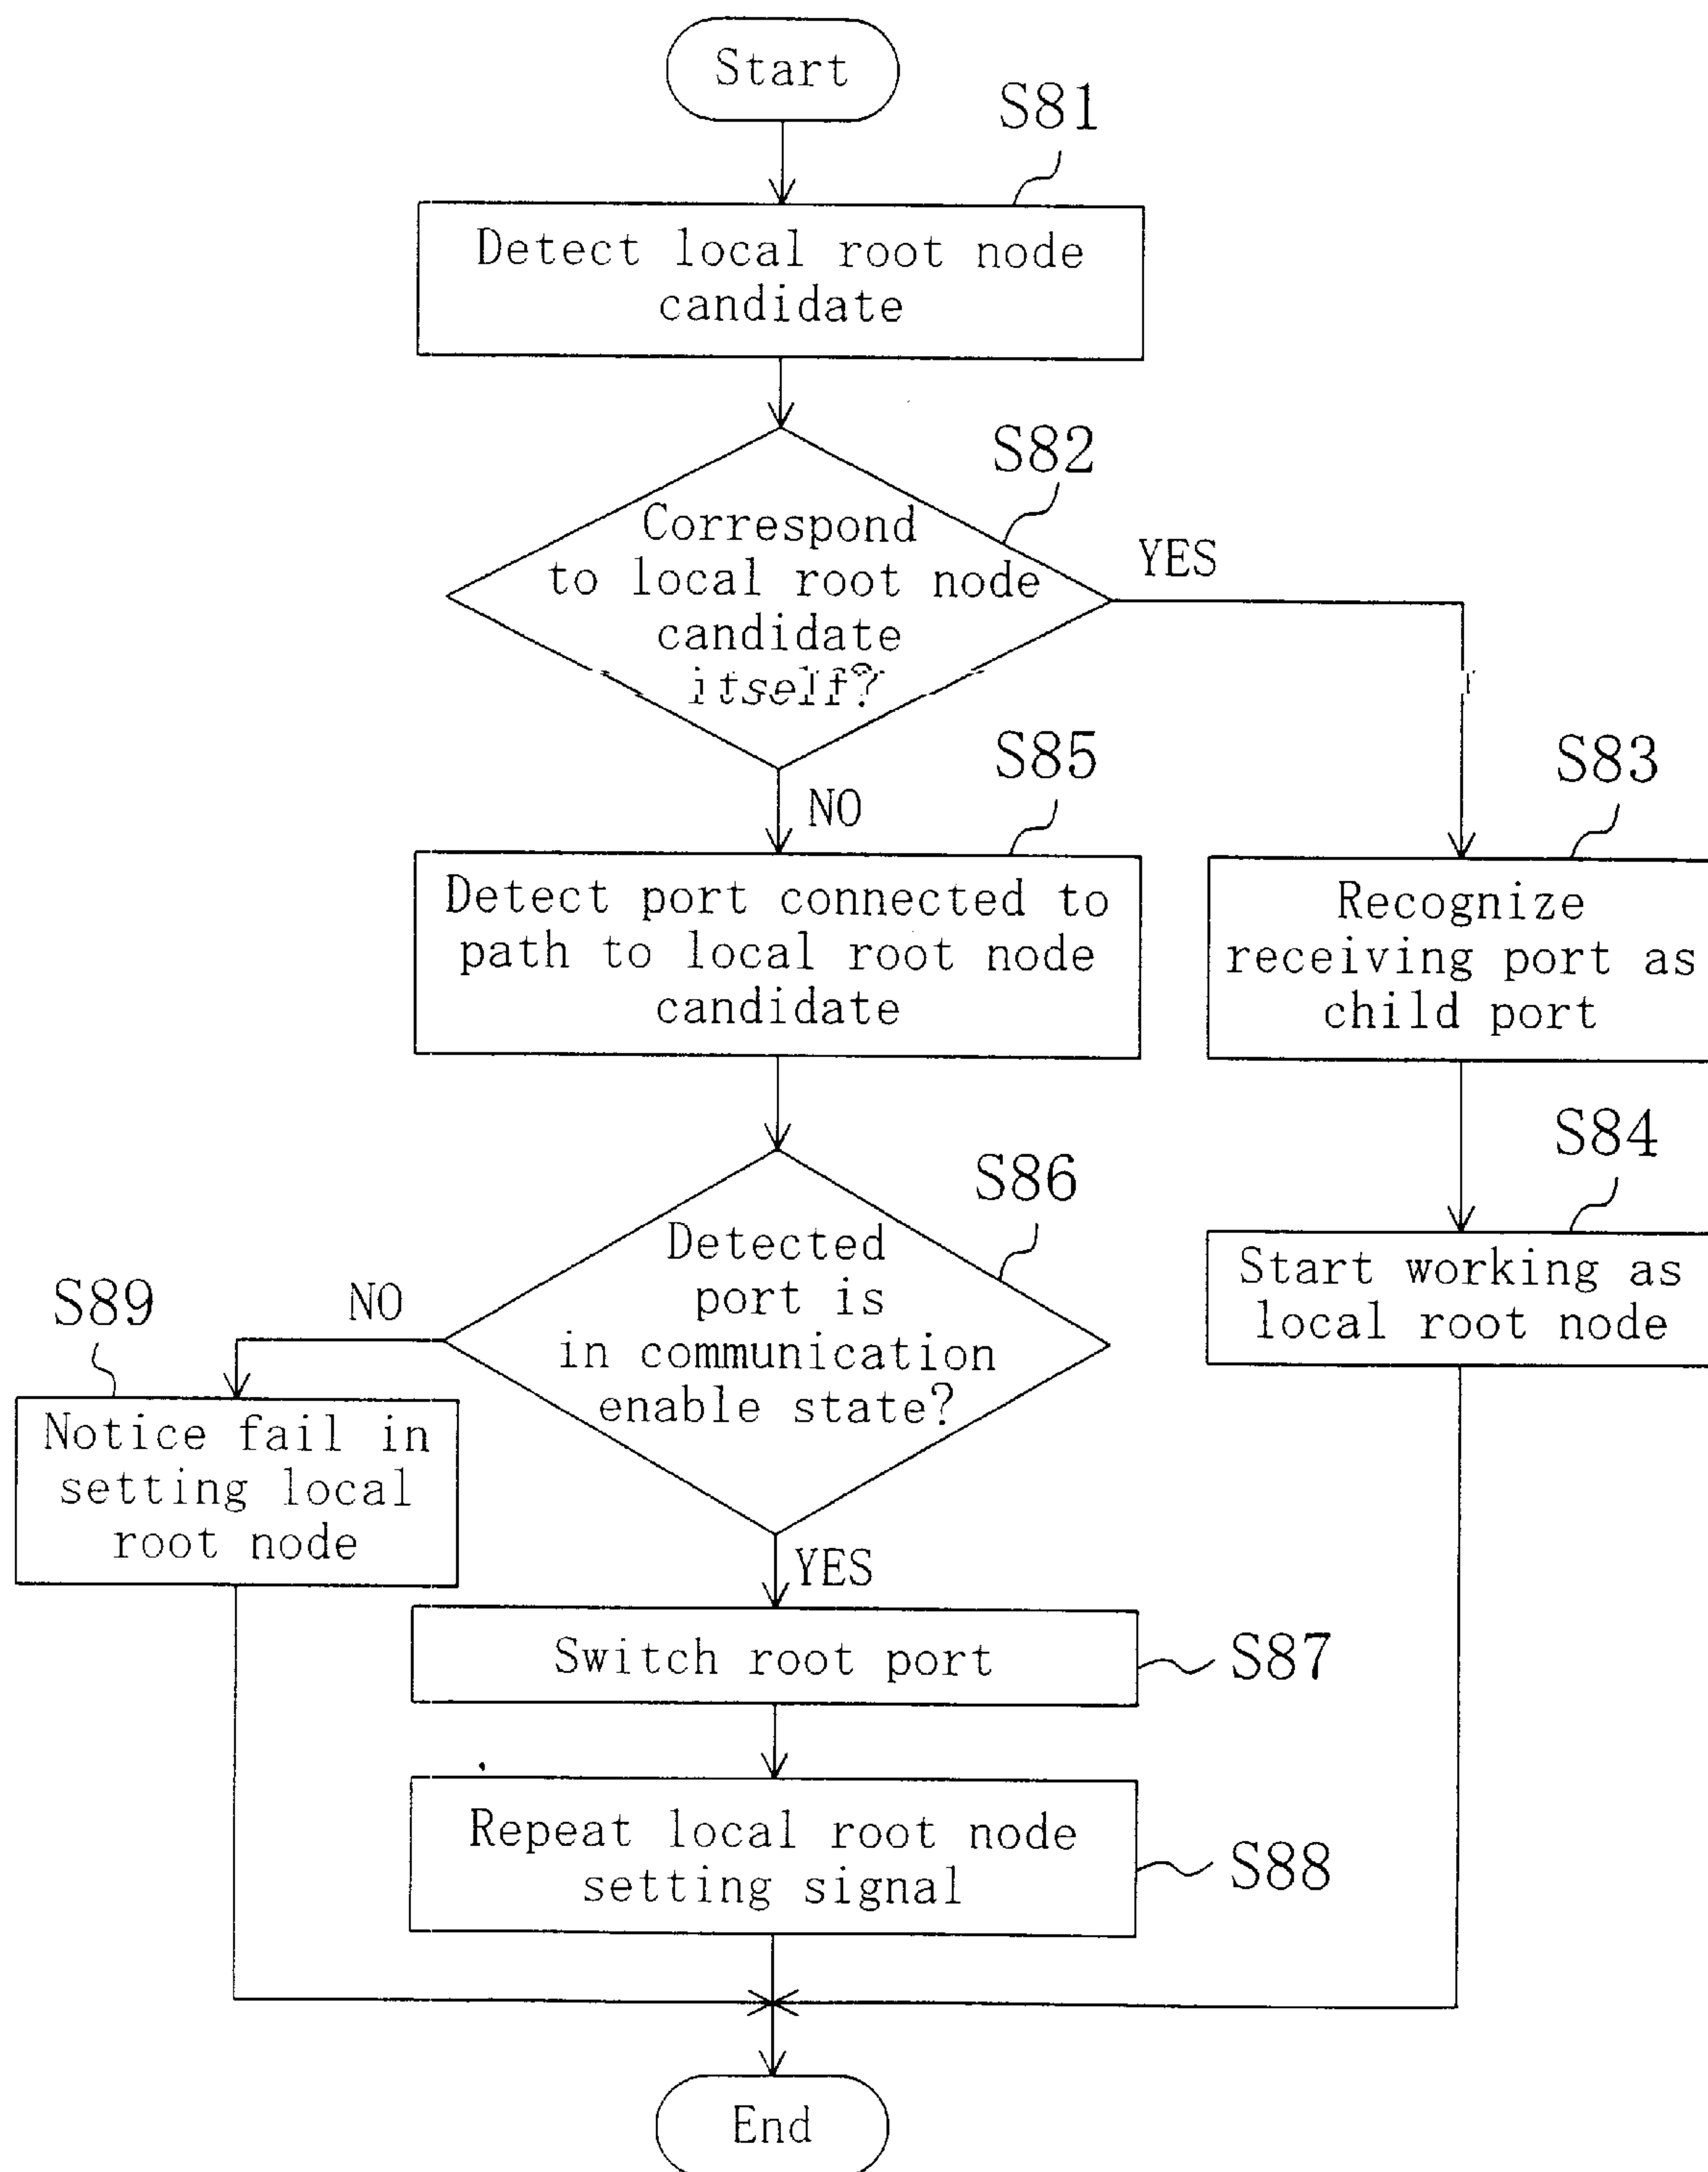 Start
S81
Detect local root node
candidate
S82
Correspond
to local root node
candidate
itself?
YES
S85
NO
S83
Detect port connected to
path to local root node
candidate
Recognize
receiving port as
child port
S86
S84
Detected
port is
in communication
enable state?
Start working as
local root node
S89
NO
Notice fail in
setting local
root node
YES
Switch root port
S87
Repeat local root node
setting signal
S88
End